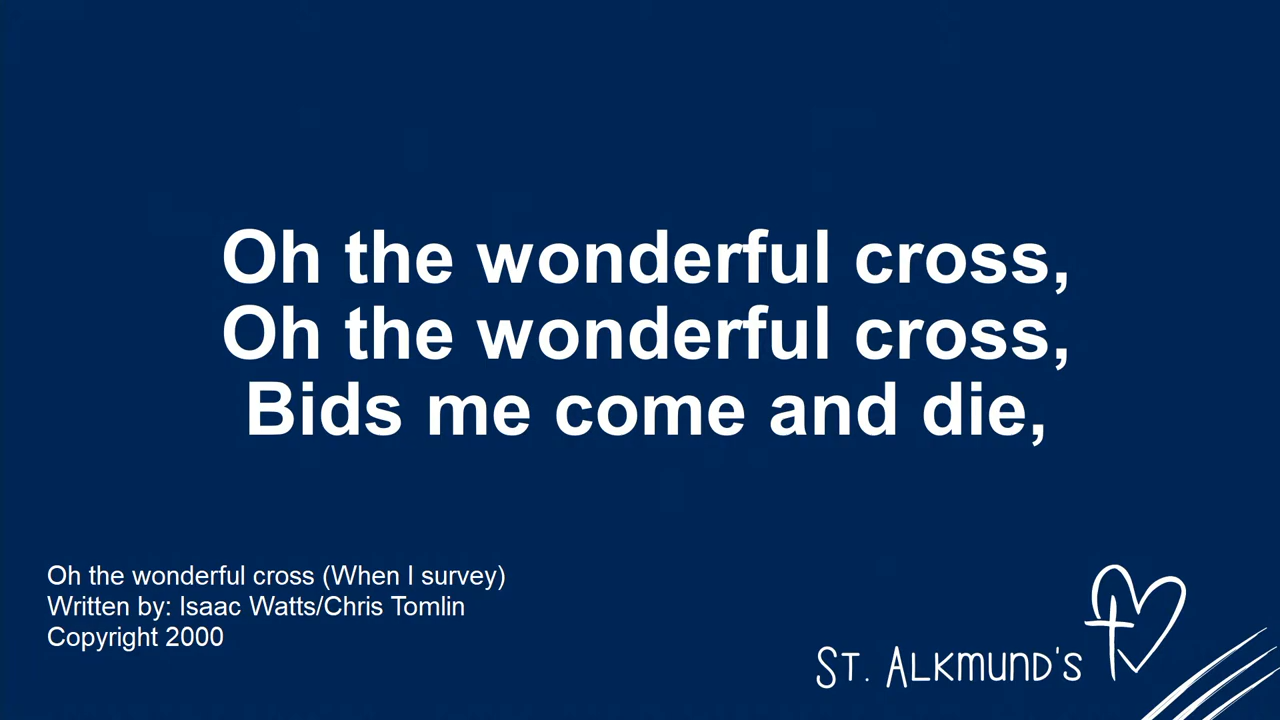 Oh the wonderful cross,
Oh the wonderful cross,
Bids me come and die,
Oh the wonderful cross (When I survey)
Written by: Isaac Watts/Chris Tomlin
Copyright 2000
St. Alkmund's